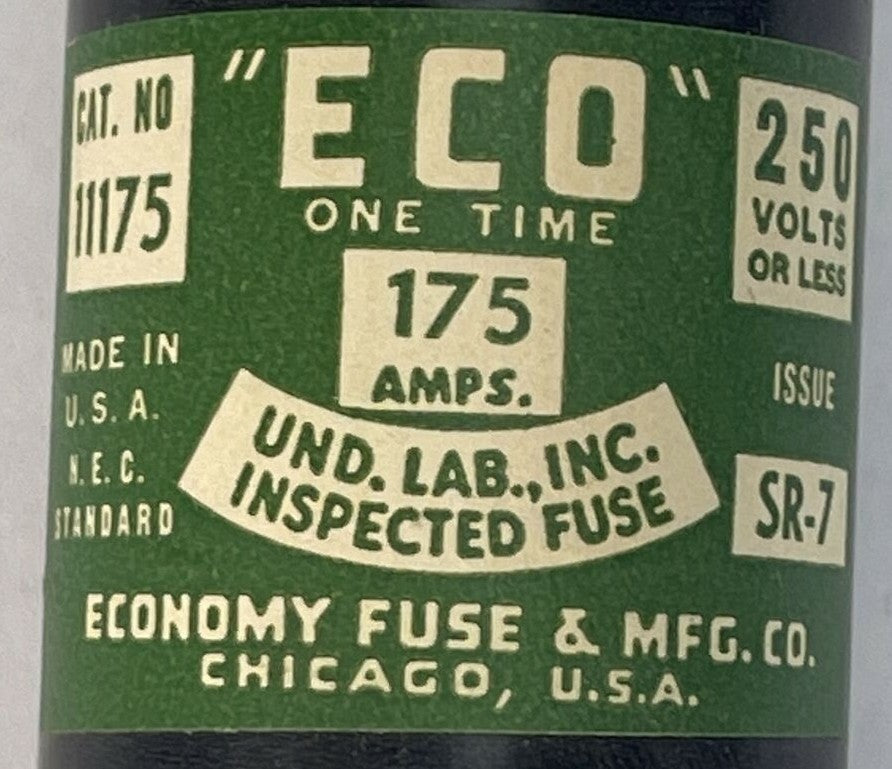 CAT. NO
11175
"ECO"
ONE TIME
250
VOLTS
OR LESS
175
AMPS.
MADE IN
U.S.A.
N.E.C.
STANDARD
UND. LAB., INC.
INSPECTED FUSE
ISSUE
SR-7
ECONOMY FUSE & MFG. CO.
CHICAGO, U.S.A.